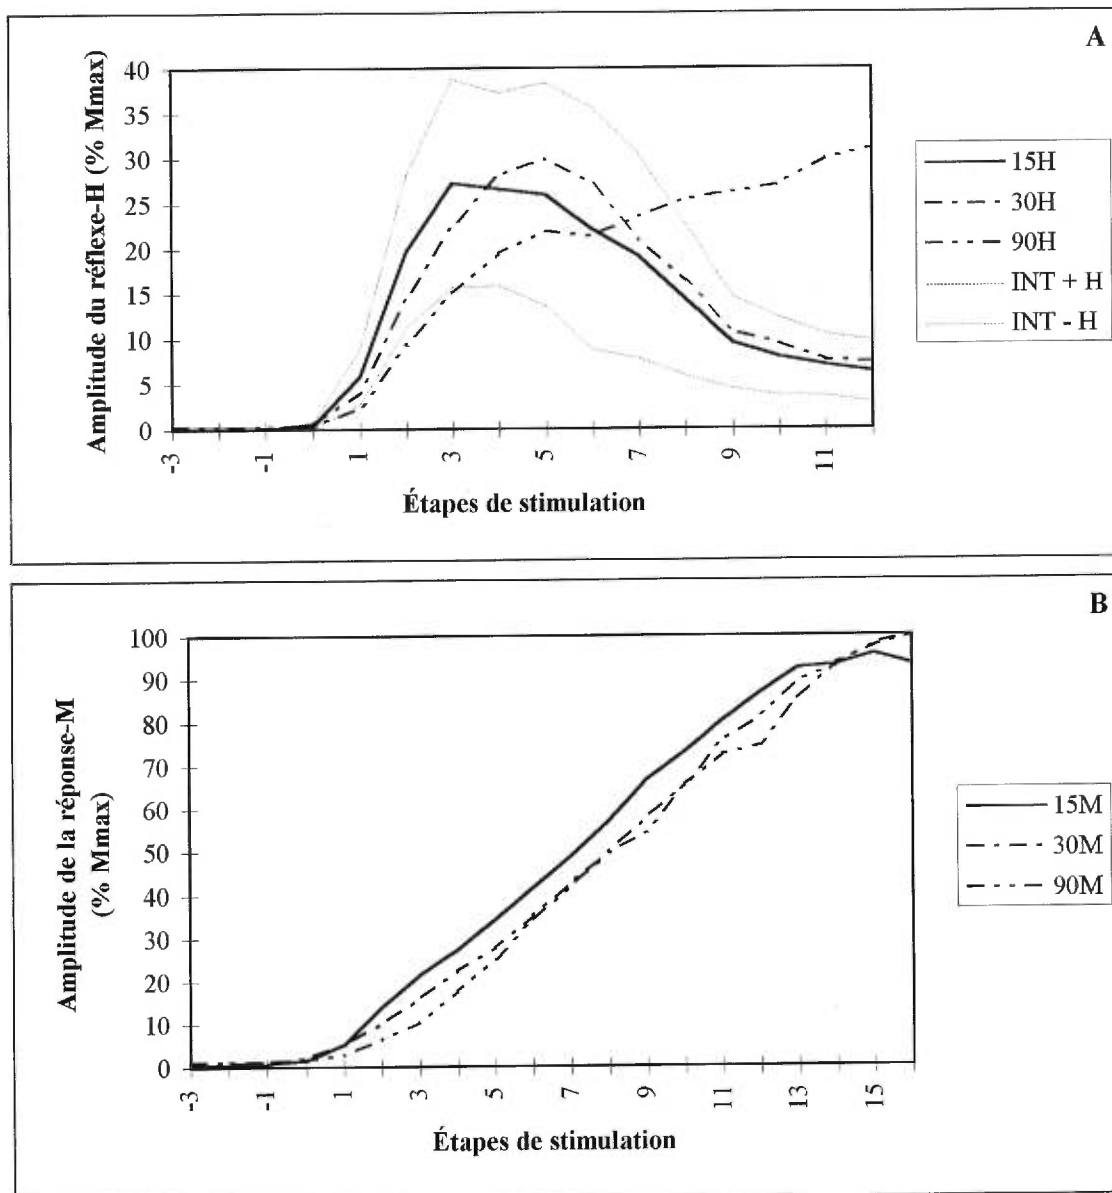 A
Amplitude du réflexe-H (% Mmax)
40
35
30
25
20
15
10
5
0
-3
-1
1
3
5
7
9
11
Étapes de stimulation
15H
30H
90H
INT + H
INT - H
B
Amplitude de la réponse-M
(% Mmax)
100
90
80
70
60
50
40
30
20
10
0
-3
-1
1
3
5
7
9
11
13
15
Étapes de stimulation
15M
30M
90M